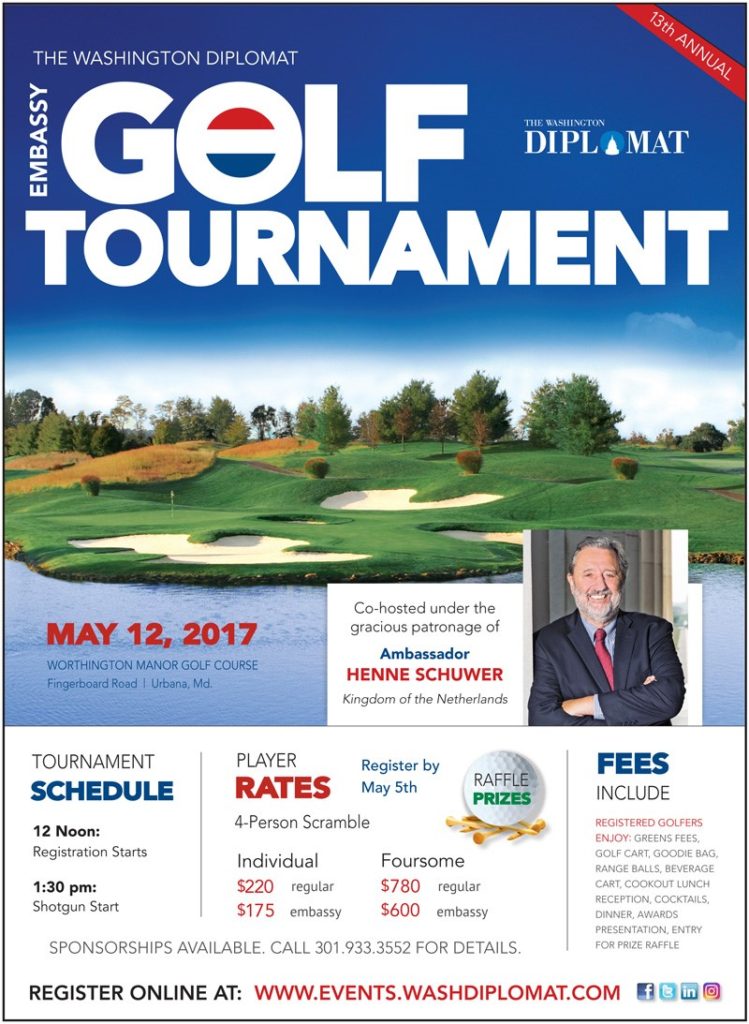 13th ANNUAL
THE WASHINGTON DIPLOMAT
EMBASSY
GOLF
TOURNAMENT
THE WASHINGTON
DIPLOMAT
MAY 12, 2017
WORTHINGTON MANOR GOLF COURSE
Fingerboard Road | Urbana, Md.
Co-hosted under the
gracious patronage of
Ambassador
HENNE SCHUWER
Kingdom of the Netherlands
TOURNAMENT
SCHEDULE
12 Noon:
Registration Starts
1:30 pm:
Shotgun Start
PLAYER
RATES
Register by
May 5th
4-Person Scramble
Individual
$220 regular
$175 embassy
Foursome
$780 regular
$600 embassy
RAFFLE
PRIZES
FEES
INCLUDE
REGISTERED GOLFERS
ENJOY: GREENS FEES,
GOLF CART, GOODIE BAG,
RANGE BALLS, BEVERAGE
CART, COOKOUT LUNCH
RECEPTION, COCKTAILS,
DINNER, AWARDS
PRESENTATION, ENTRY
FOR PRIZE RAFFLE
SPONSORSHIPS AVAILABLE. CALL 301.933.3552 FOR DETAILS.
REGISTER ONLINE AT: WWW.EVENTS.WASHDIPLOMAT.COM